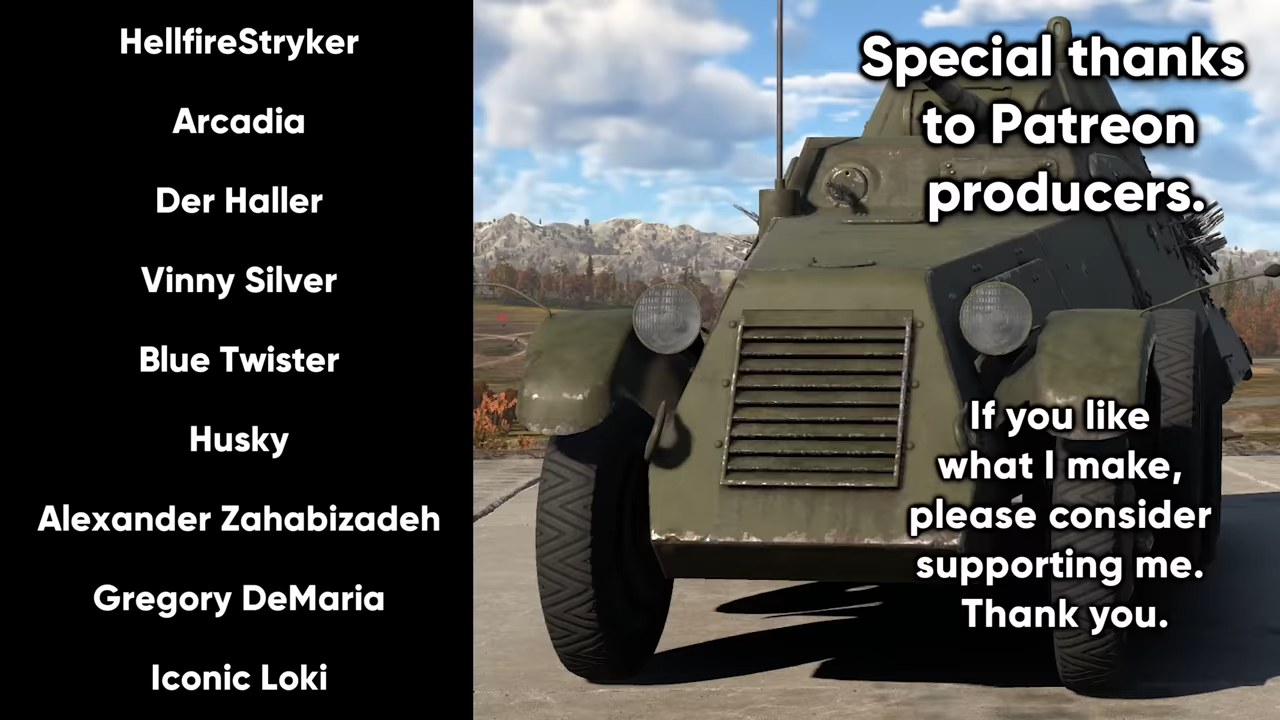 HellfireStryker
Arcadia
Der Haller
Vinny Silver
Blue Twister
Husky
Alexander Zahabizadeh
Gregory DeMaria
Iconic Loki
Special thanks
to Patreon
producers.
If you like
what I make,
please consider
supporting me.
Thank you.